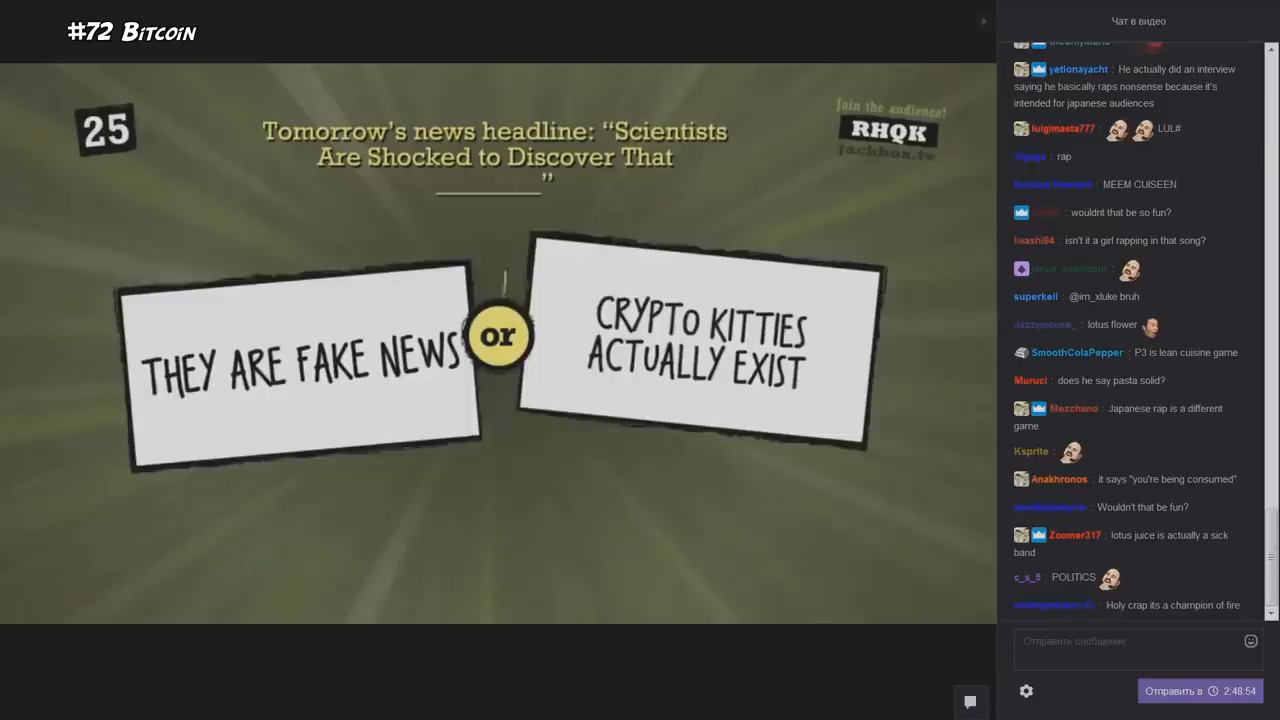 #72 Bitcoin
25
Tomorrow's news headline: “Scientists
Are Shocked to Discover That
________ ”
Join the audience!
RHQK
jackbox.tv
THEY ARE FAKE NEWS
or
CRYPTO KITTIES
ACTUALLY EXIST
Чат в видео
yetionayacht : He actually did an interview
saying he basically raps nonsense because it's
intended for japanese audiences
luigimasta777 : LUL#
: rap
: MEEM CUISEEN
: wouldnt that be so fun?
Iwashi94 : isn't it a girl rapping in that song?
superkeil : @im_xluke bruh
Jazzymouse_ : lotus flower
SmoothColaPepper : P3 is lean cuisine game
Muruci : does he say pasta solid?
Mezchano : Japanese rap is a different
game
Ksprite :
Anakhronos : it says "you're being consumed"
: Wouldn't that be fun?
Zoomer317 : lotus juice is actually a sick
band
c_s_5 : POLITICS
: Holy crap its a champion of fire
Отправить сообщение
Отправить в 2:48:54